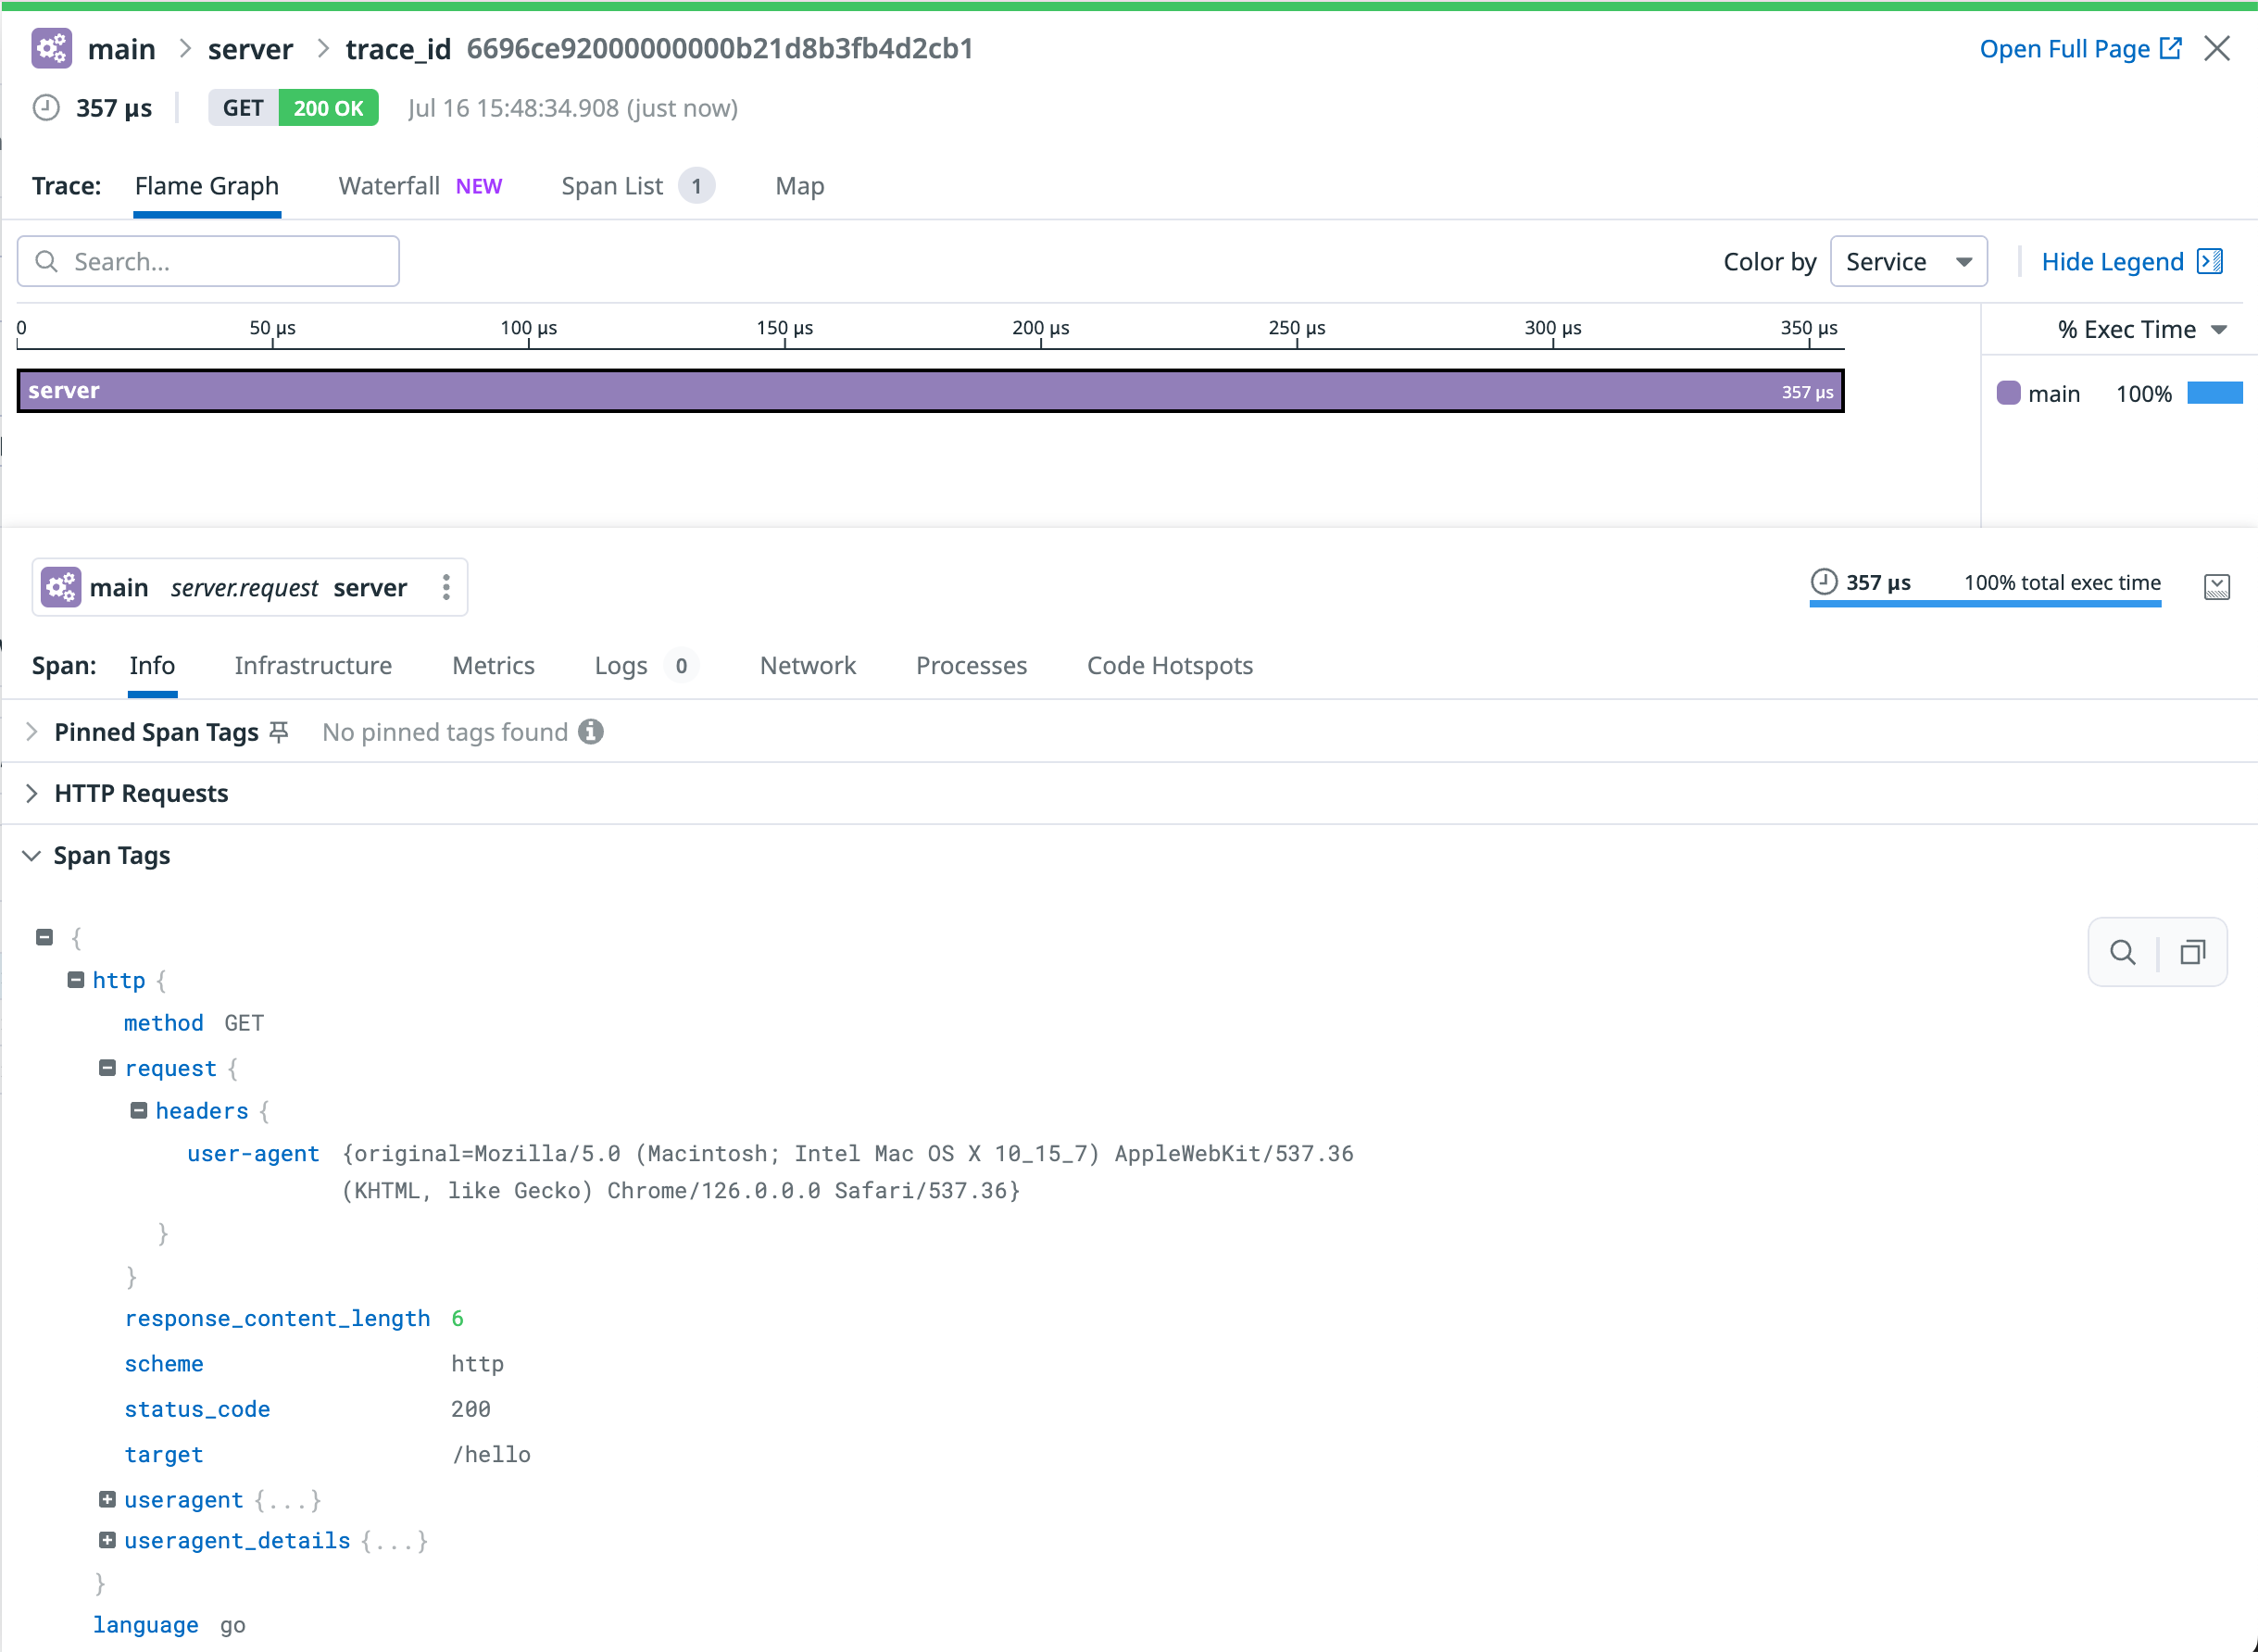 main > server > trace_id 6696ce92000000000b21d8b3fb4d2cb1 Open Full Page
357 µs GET 200 OK Jul 16 15:48:34.908 (just now)
Trace: Flame Graph Waterfall NEW Span List 1 Map
Search... Color by Service Hide Legend
0 50 µs 100 µs 150 µs 200 µs 250 µs 300 µs 350 µs % Exec Time
server 357 µs main 100%
main server.request server 357 µs 100% total exec time
Span: Info Infrastructure Metrics Logs 0 Network Processes Code Hotspots
Pinned Span Tags No pinned tags found
HTTP Requests
Span Tags
{
http {
method GET
request {
headers {
user-agent {original=Mozilla/5.0 (Macintosh; Intel Mac OS X 10_15_7) AppleWebKit/537.36
(KHTML, like Gecko) Chrome/126.0.0.0 Safari/537.36}
}
}
response_content_length 6
scheme http
status_code 200
target /hello
useragent {...}
useragent_details {...}
}
language go